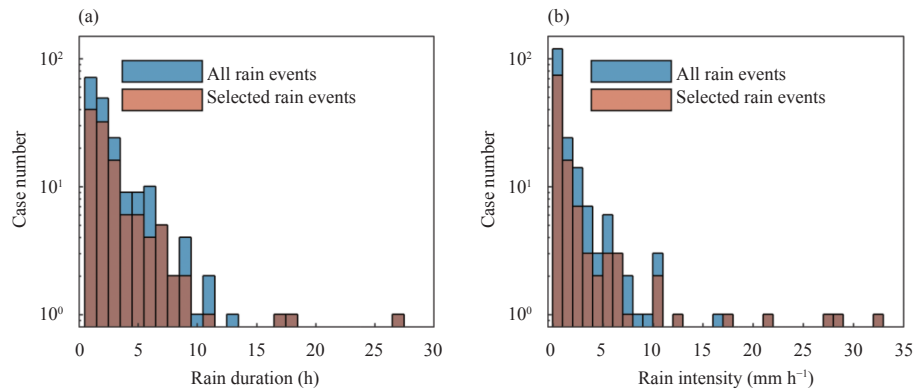 (a)
10²
10¹
10⁰
Case number
All rain events
Selected rain events
0 5 10 15 20 25 30
Rain duration (h)
(b)
10²
10¹
10⁰
Case number
All rain events
Selected rain events
0 5 10 15 20 25 30 35
Rain intensity (mm h⁻¹)